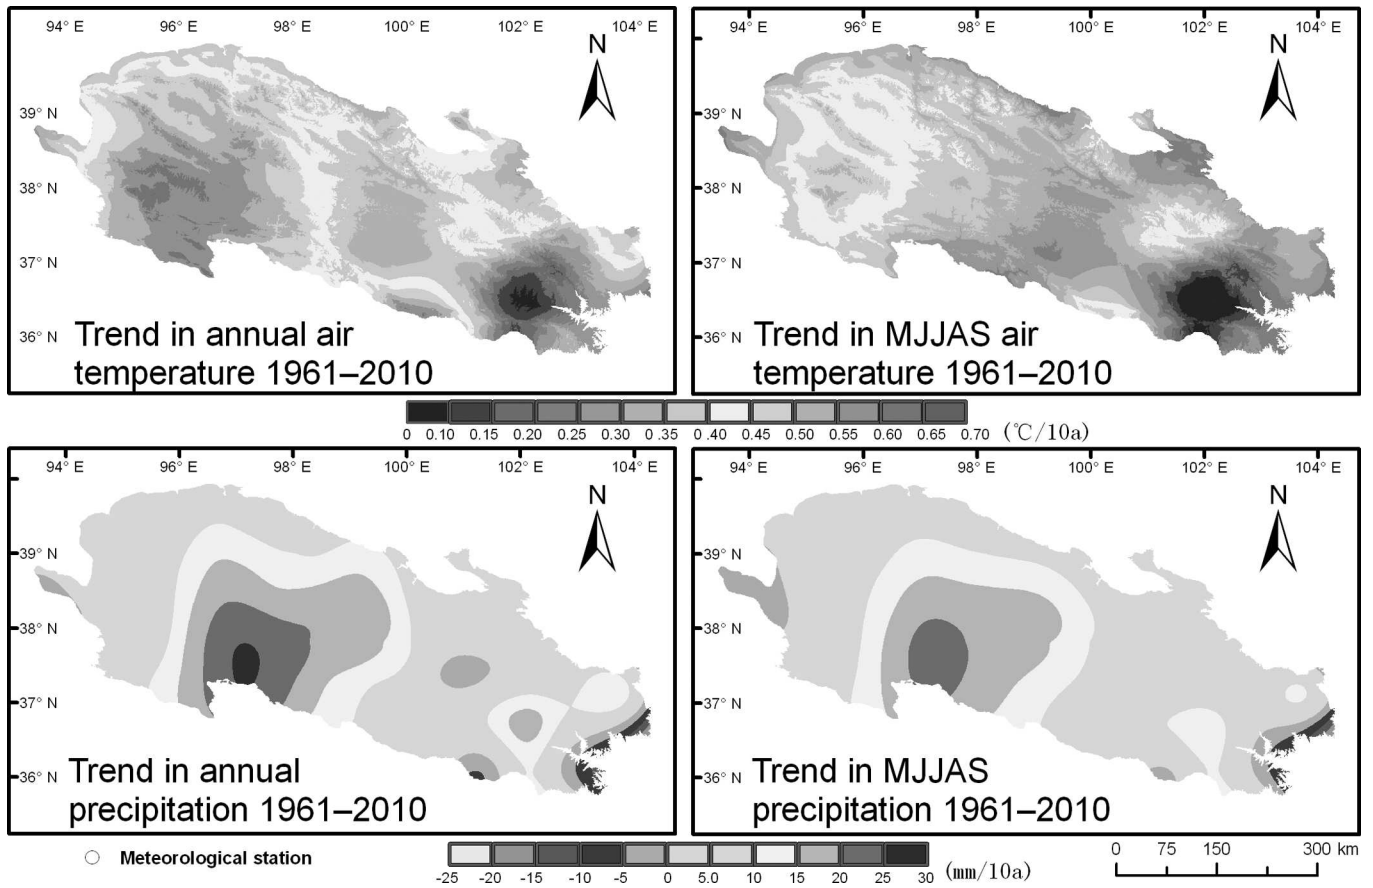 94° E 96° E 98° E 100° E 102° E 104° E
N
39° N
38° N
37° N
36° N
Trend in annual air
temperature 1961–2010
94° E 96° E 98° E 100° E 102° E 104° E
N
39° N
38° N
37° N
36° N
Trend in MJJAS air
temperature 1961–2010
0 0.10 0.15 0.20 0.25 0.30 0.35 0.40 0.45 0.50 0.55 0.60 0.65 0.70 (℃/10a)
94° E 96° E 98° E 100° E 102° E 104° E
N
39° N
38° N
37° N
36° N
Trend in annual
precipitation 1961–2010
94° E 96° E 98° E 100° E 102° E 104° E
N
39° N
38° N
37° N
36° N
Trend in MJJAS
precipitation 1961–2010
Meteorological station
-25 -20 -15 -10 -5 0 5.0 10 15 20 25 30 (mm/10a)
0 75 150 300 km